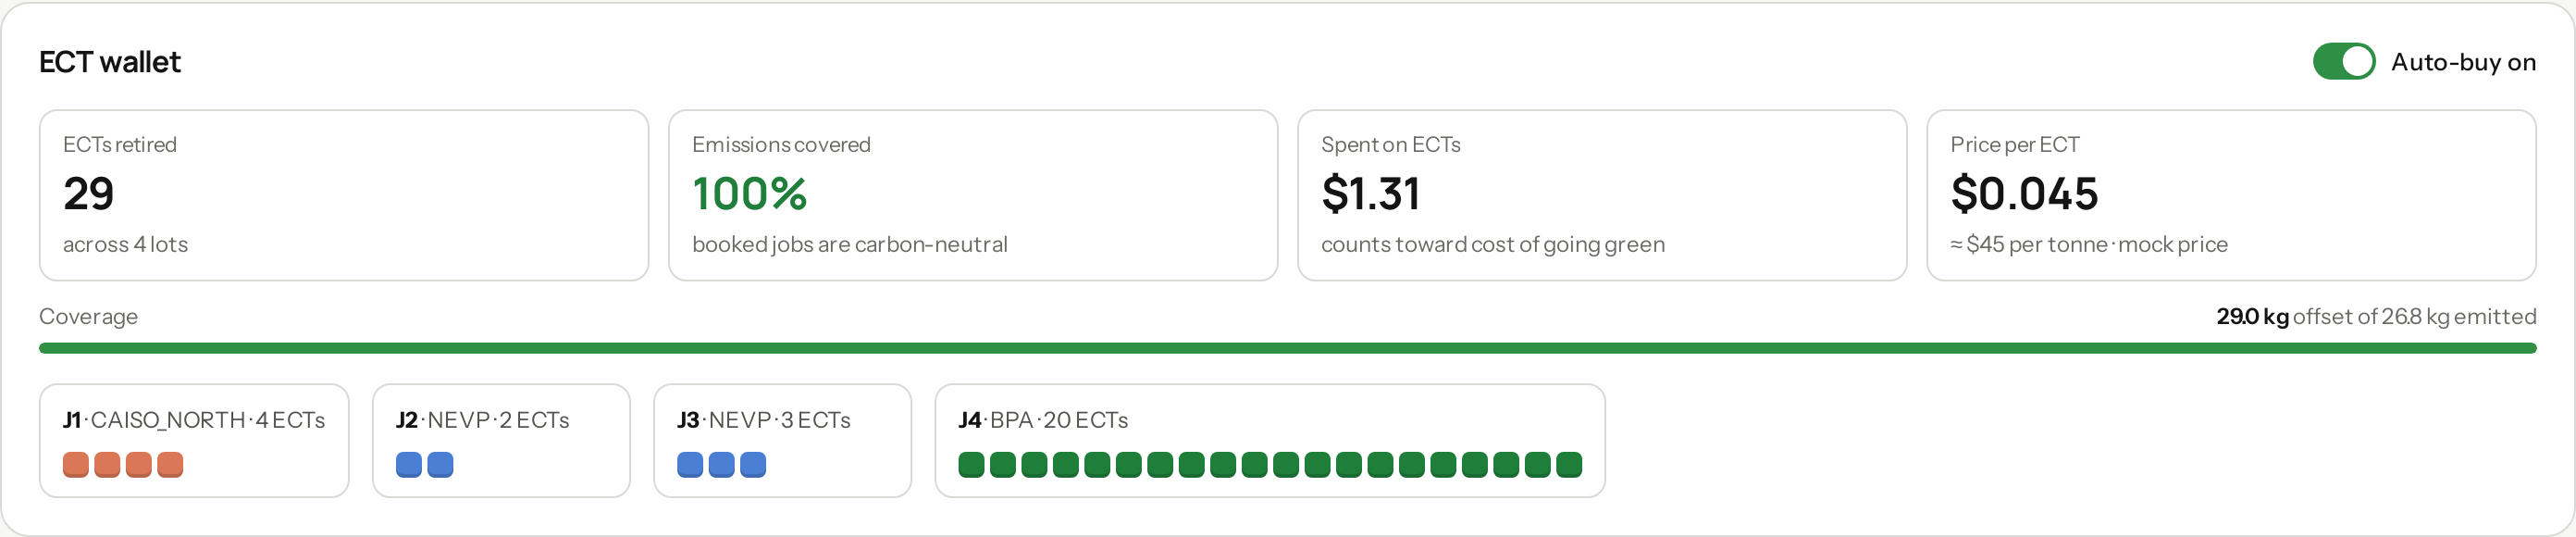 ECT wallet
Auto-buy on
ECTs retired
29
across 4 lots
Emissions covered
100%
booked jobs are carbon-neutral
Spent on ECTs
$1.31
counts toward cost of going green
Price per ECT
$0.045
≈ $45 per tonne · mock price
Coverage
29.0 kg offset of 26.8 kg emitted
J1 · CAISO_NORTH · 4 ECTs
J2 · NEVP · 2 ECTs
J3 · NEVP · 3 ECTs
J4 · BPA · 20 ECTs